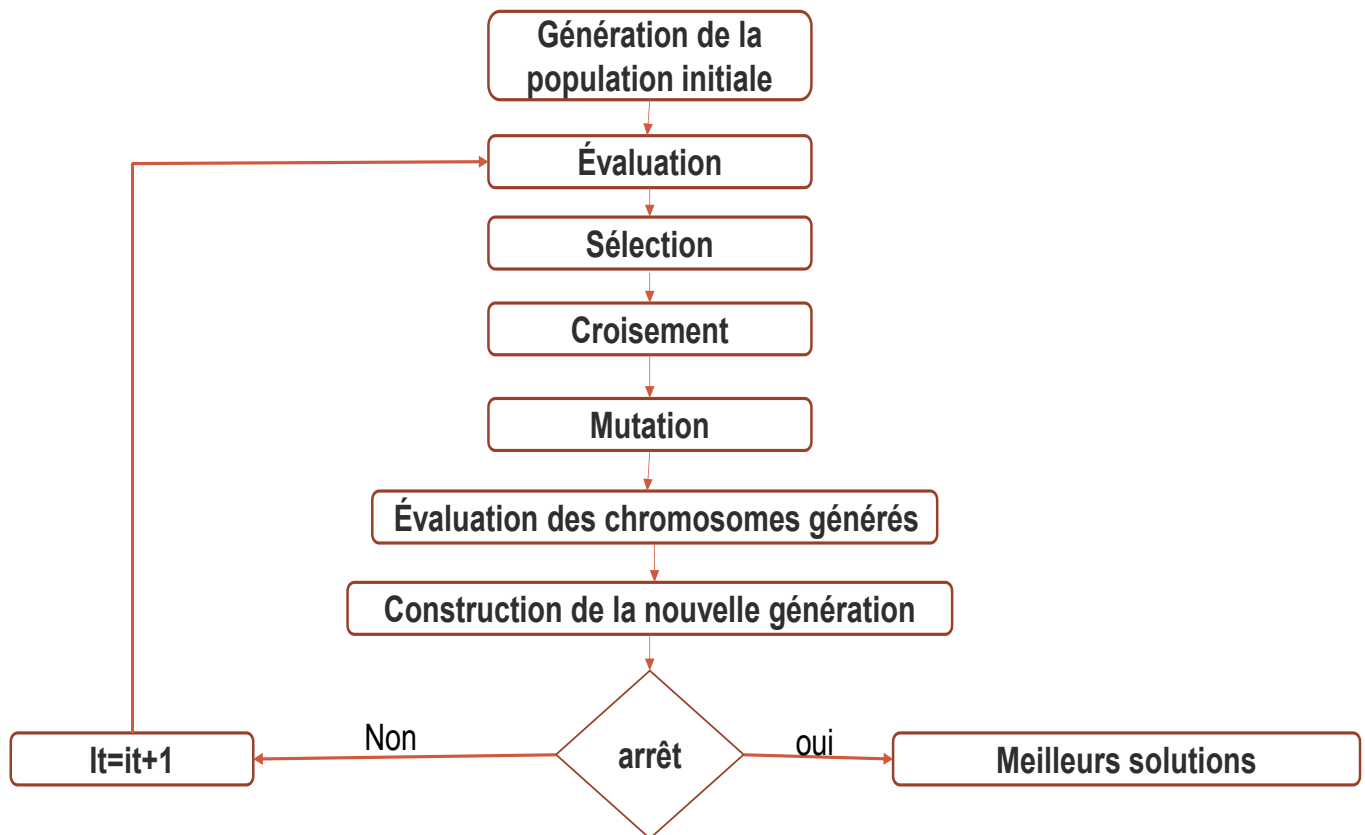 Génération de la
population initiale
Évaluation
Sélection
Croisement
Mutation
Évaluation des chromosomes générés
Construction de la nouvelle génération
It=it+1
Non
arrêt
oui
Meilleurs solutions